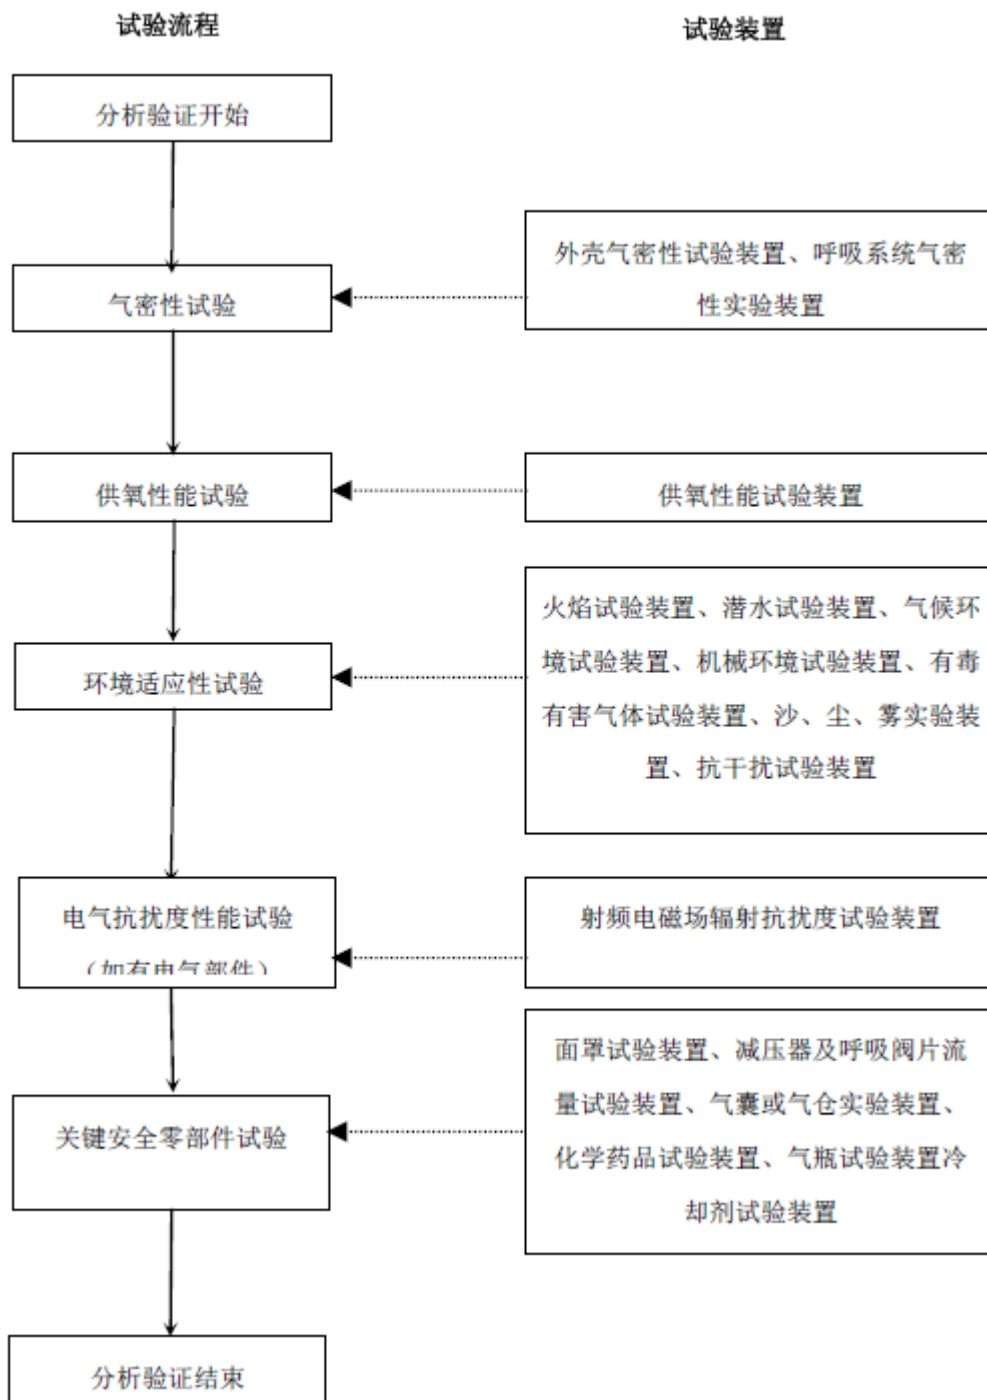 试验流程
试验装置
分析验证开始
外壳气密性试验装置、呼吸系统气密
性实验装置
气密性试验
供氧性能试验
供氧性能试验装置
火焰试验装置、潜水试验装置、气候环
境试验装置、机械环境试验装置、有毒
有害气体试验装置、沙、尘、雾实验装
置、抗干扰试验装置
环境适应性试验
电气抗扰度性能试验
（如有电气部件）
射频电磁场辐射抗扰度试验装置
面罩试验装置、减压器及呼吸阀片流
量试验装置、气囊或气仓实验装置、
化学药品试验装置、气瓶试验装置冷
却剂试验装置
关键安全零部件试验
分析验证结束